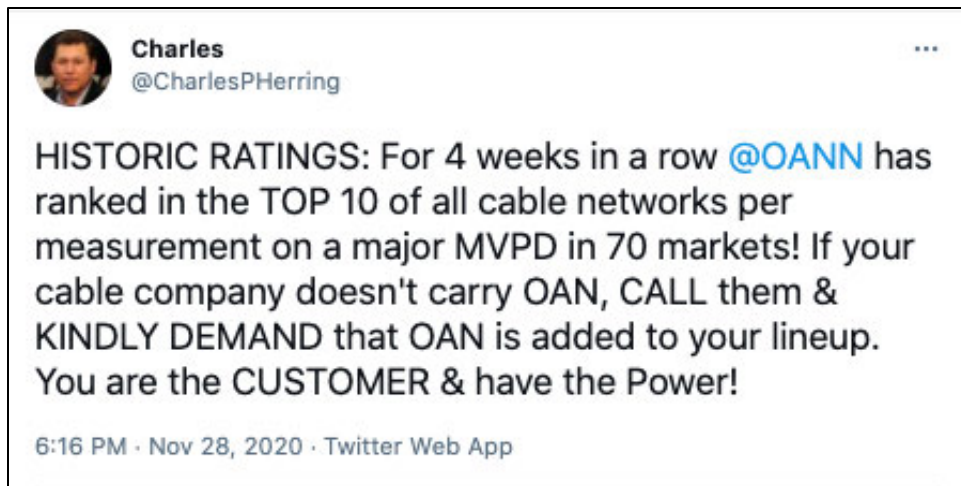 Charles
@CharlesPHerring
HISTORIC RATINGS: For 4 weeks in a row @OANN has
ranked in the TOP 10 of all cable networks per
measurement on a major MVPD in 70 markets! If your
cable company doesn't carry OAN, CALL them &
KINDLY DEMAND that OAN is added to your lineup.
You are the CUSTOMER & have the Power!
6:16 PM · Nov 28, 2020 · Twitter Web App